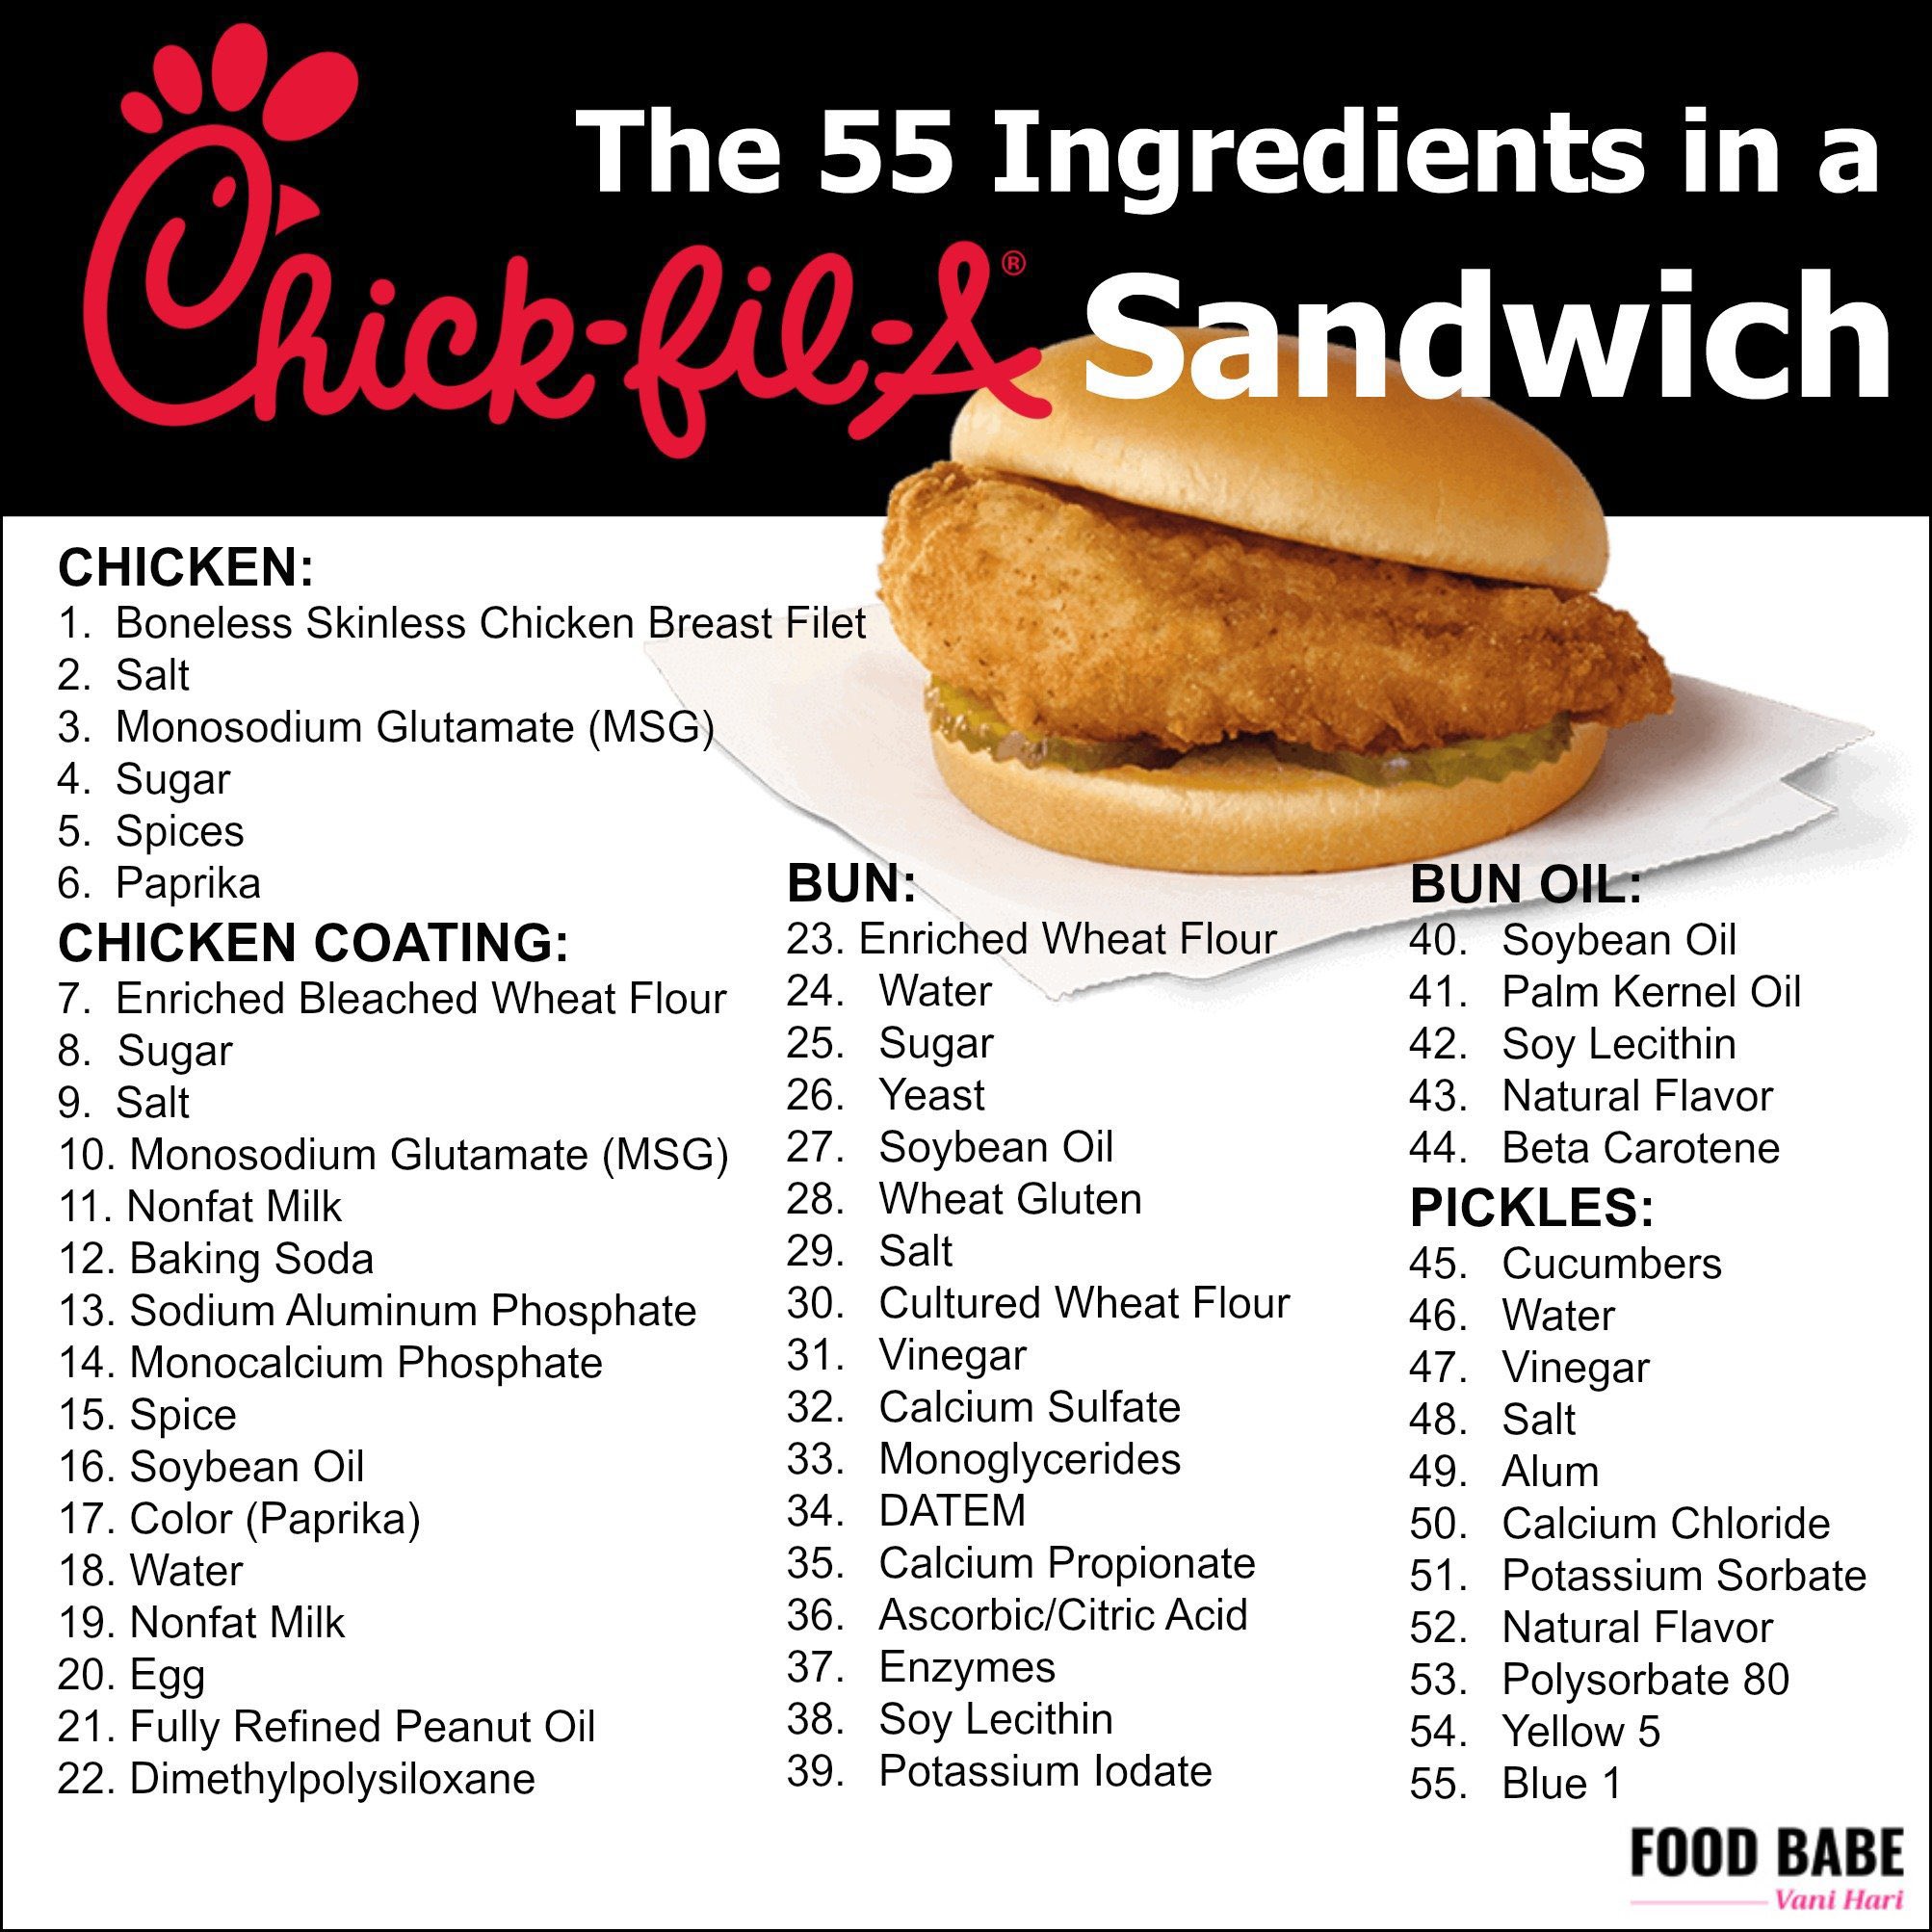 The 55 Ingredients in a
Chick-fil-A® Sandwich
CHICKEN:
1. Boneless Skinless Chicken Breast Filet
2. Salt
3. Monosodium Glutamate (MSG)
4. Sugar
5. Spices
6. Paprika
CHICKEN COATING:
7. Enriched Bleached Wheat Flour
8. Sugar
9. Salt
10. Monosodium Glutamate (MSG)
11. Nonfat Milk
12. Baking Soda
13. Sodium Aluminum Phosphate
14. Monocalcium Phosphate
15. Spice
16. Soybean Oil
17. Color (Paprika)
18. Water
19. Nonfat Milk
20. Egg
21. Fully Refined Peanut Oil
22. Dimethylpolysiloxane
BUN:
23. Enriched Wheat Flour
24. Water
25. Sugar
26. Yeast
27. Soybean Oil
28. Wheat Gluten
29. Salt
30. Cultured Wheat Flour
31. Vinegar
32. Calcium Sulfate
33. Monoglycerides
34. DATEM
35. Calcium Propionate
36. Ascorbic/Citric Acid
37. Enzymes
38. Soy Lecithin
39. Potassium Iodate
BUN OIL:
40. Soybean Oil
41. Palm Kernel Oil
42. Soy Lecithin
43. Natural Flavor
44. Beta Carotene
PICKLES:
45. Cucumbers
46. Water
47. Vinegar
48. Salt
49. Alum
50. Calcium Chloride
51. Potassium Sorbate
52. Natural Flavor
53. Polysorbate 80
54. Yellow 5
55. Blue 1
FOOD BABE
Vani Hari